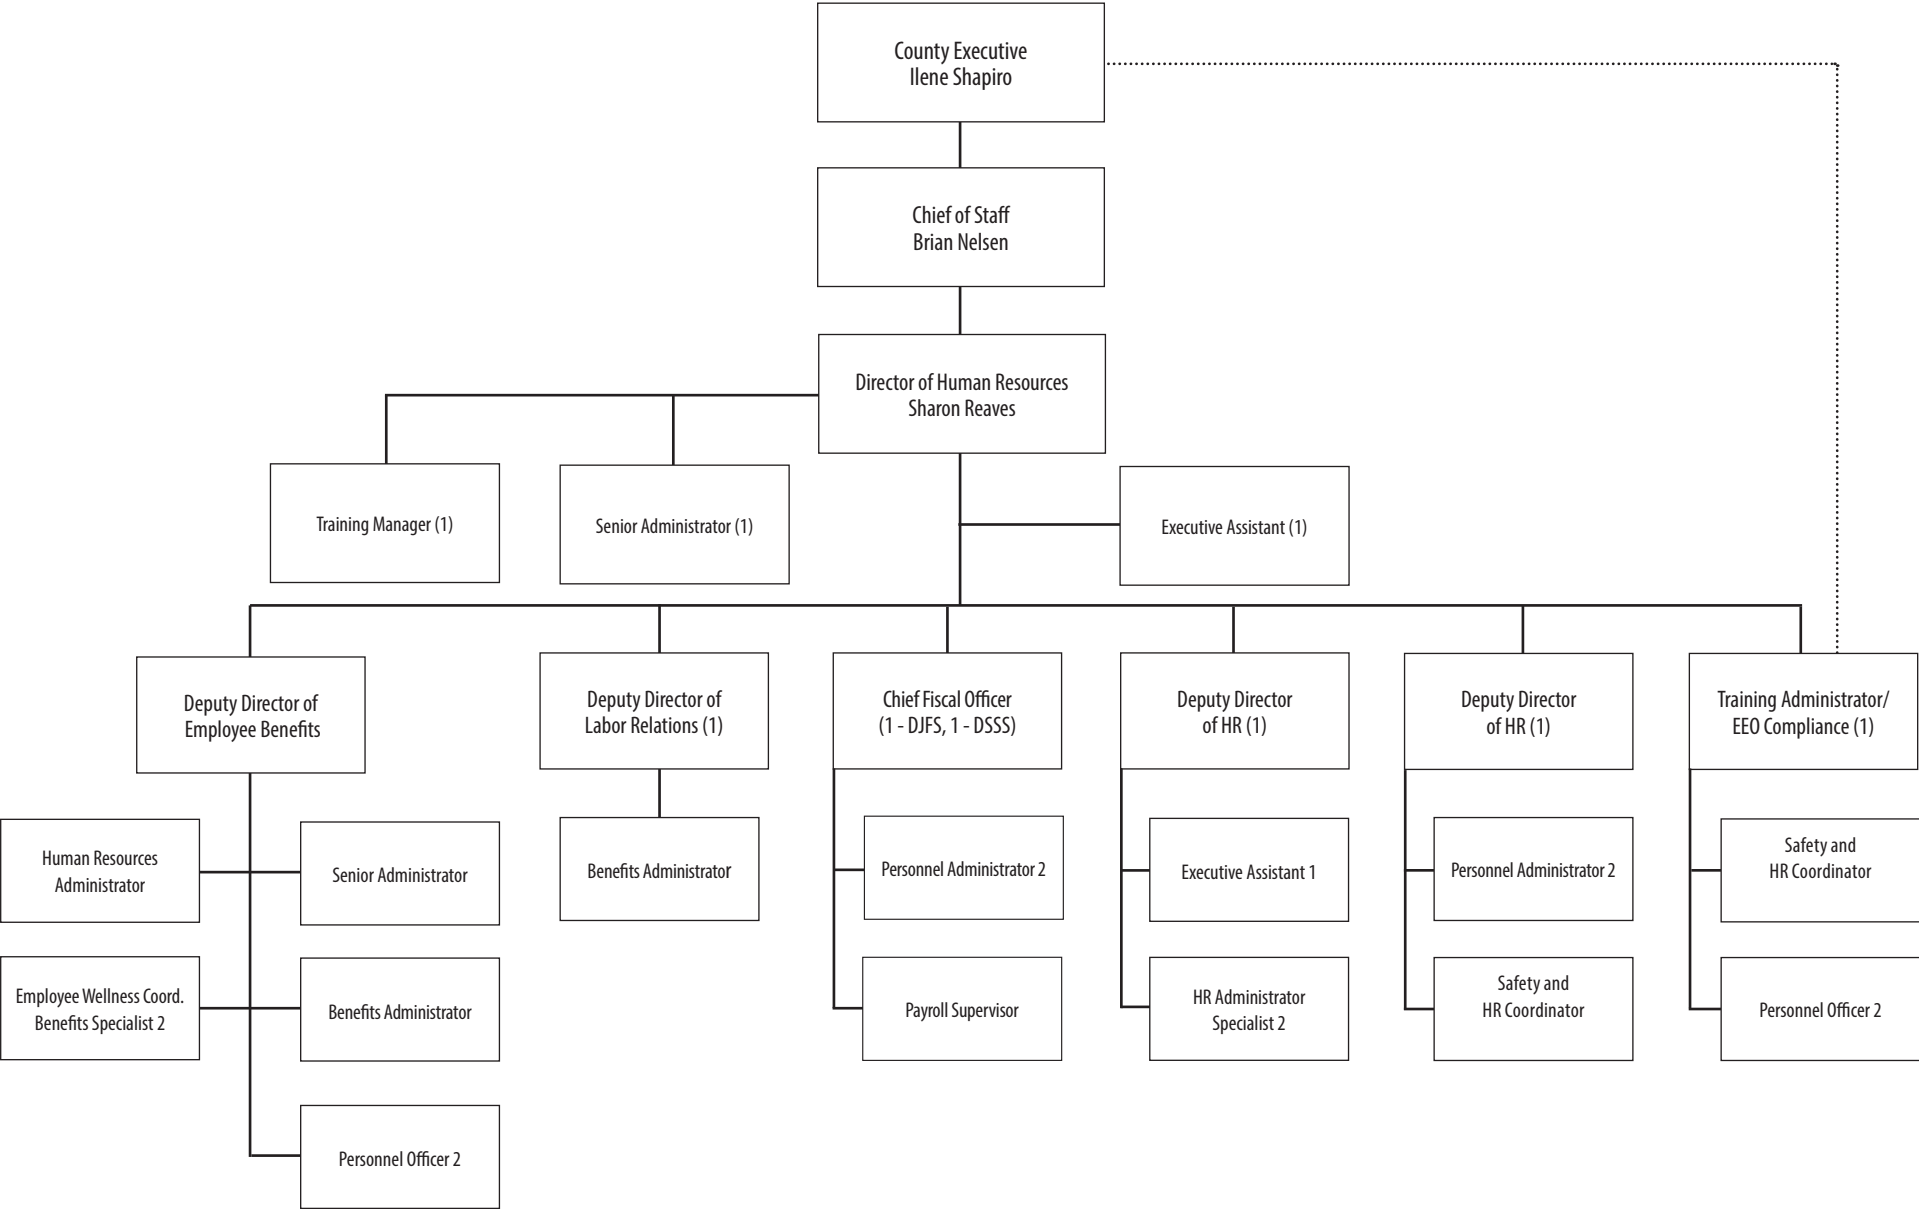 County Executive
Ilene Shapiro
Chief of Staff
Brian Nelsen
Director of Human Resources
Sharon Reaves
Training Manager (1)
Senior Administrator (1)
Executive Assistant (1)
Deputy Director of
Employee Benefits
Deputy Director of
Labor Relations (1)
Chief Fiscal Officer
(1 - DJFS, 1 - DSSS)
Deputy Director
of HR (1)
Deputy Director
of HR (1)
Training Administrator/
EEO Compliance (1)
Human Resources
Administrator
Senior Administrator
Benefits Administrator
Personnel Administrator 2
Executive Assistant 1
Personnel Administrator 2
Safety and
HR Coordinator
Employee Wellness Coord.
Benefits Specialist 2
Benefits Administrator
Payroll Supervisor
HR Administrator
Specialist 2
Safety and
HR Coordinator
Personnel Officer 2
Personnel Officer 2